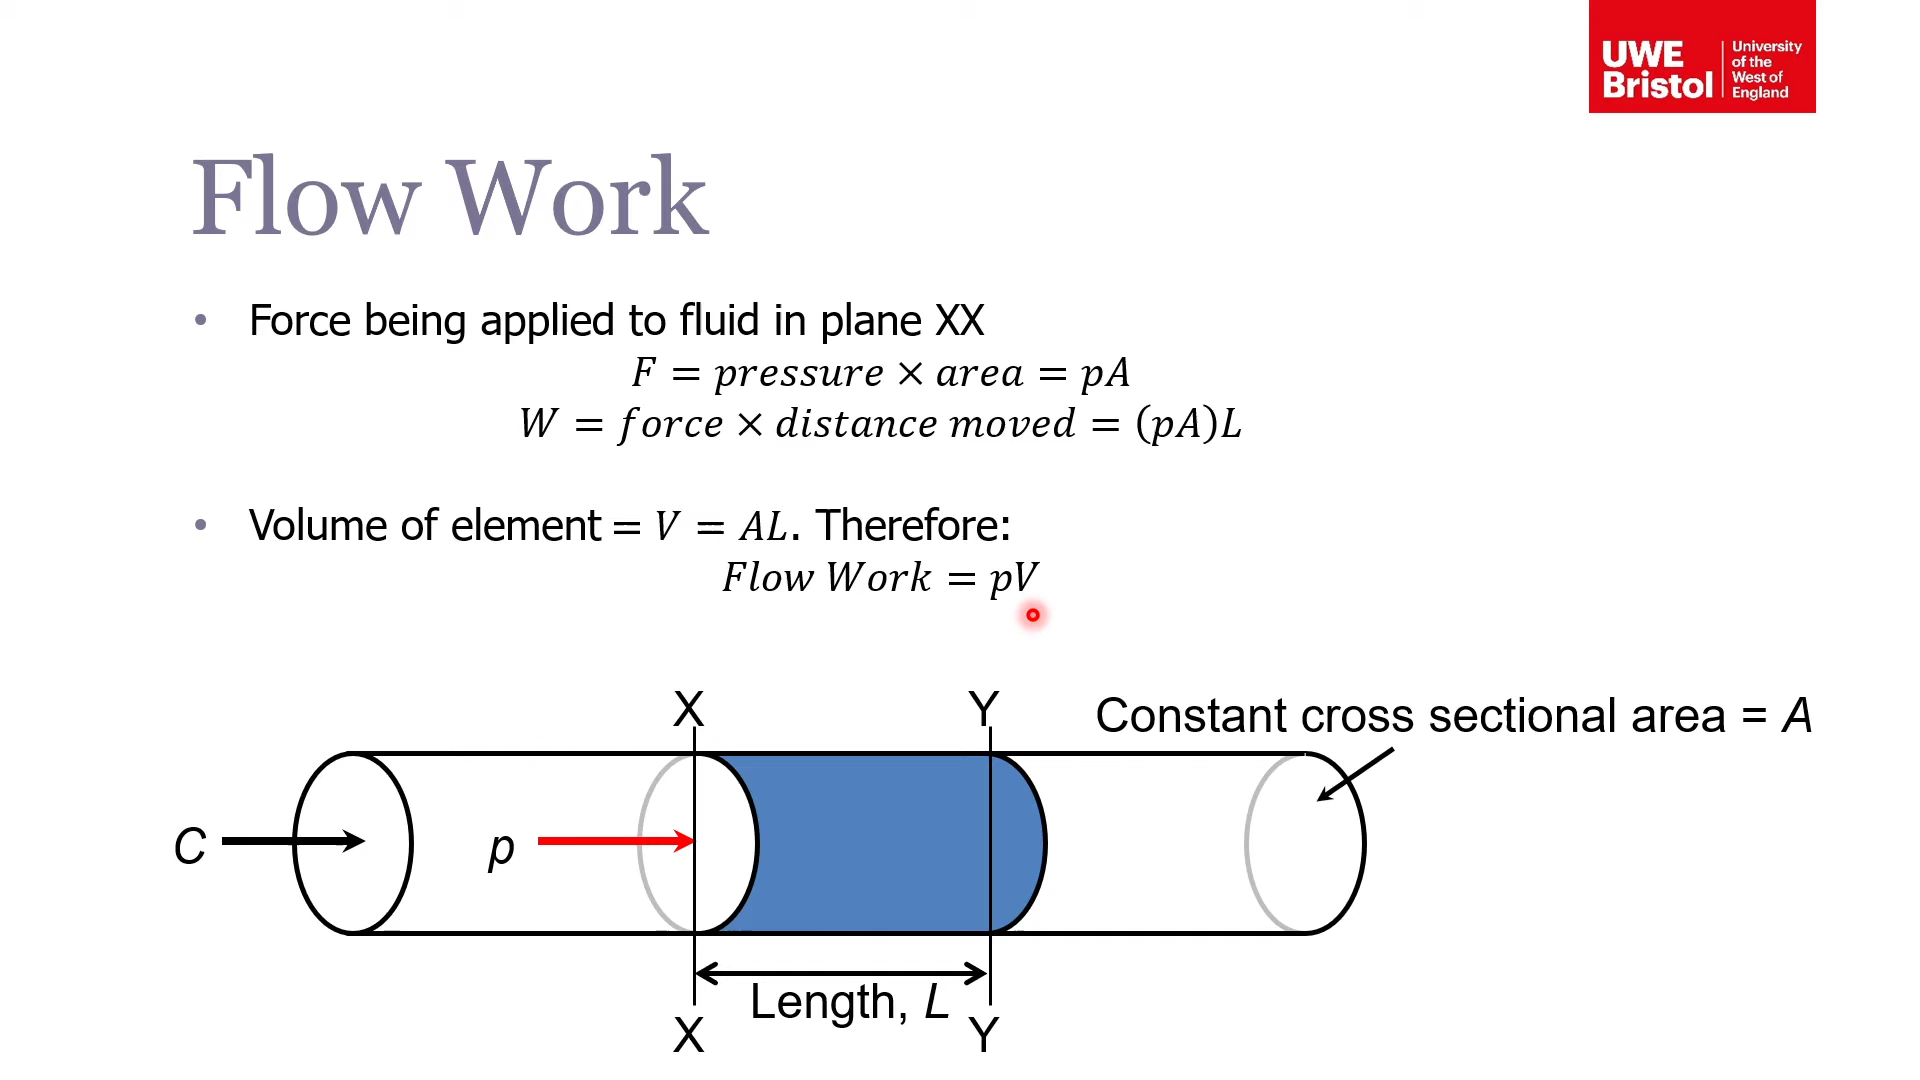 UWE Bristol
University of the West of England
Flow Work
• Force being applied to fluid in plane XX
F = pressure × area = pA
W = force × distance moved = (pA)L
• Volume of element = V = AL. Therefore:
Flow Work = pV
X
Y
Constant cross sectional area = A
C
p
Length, L
X
Y